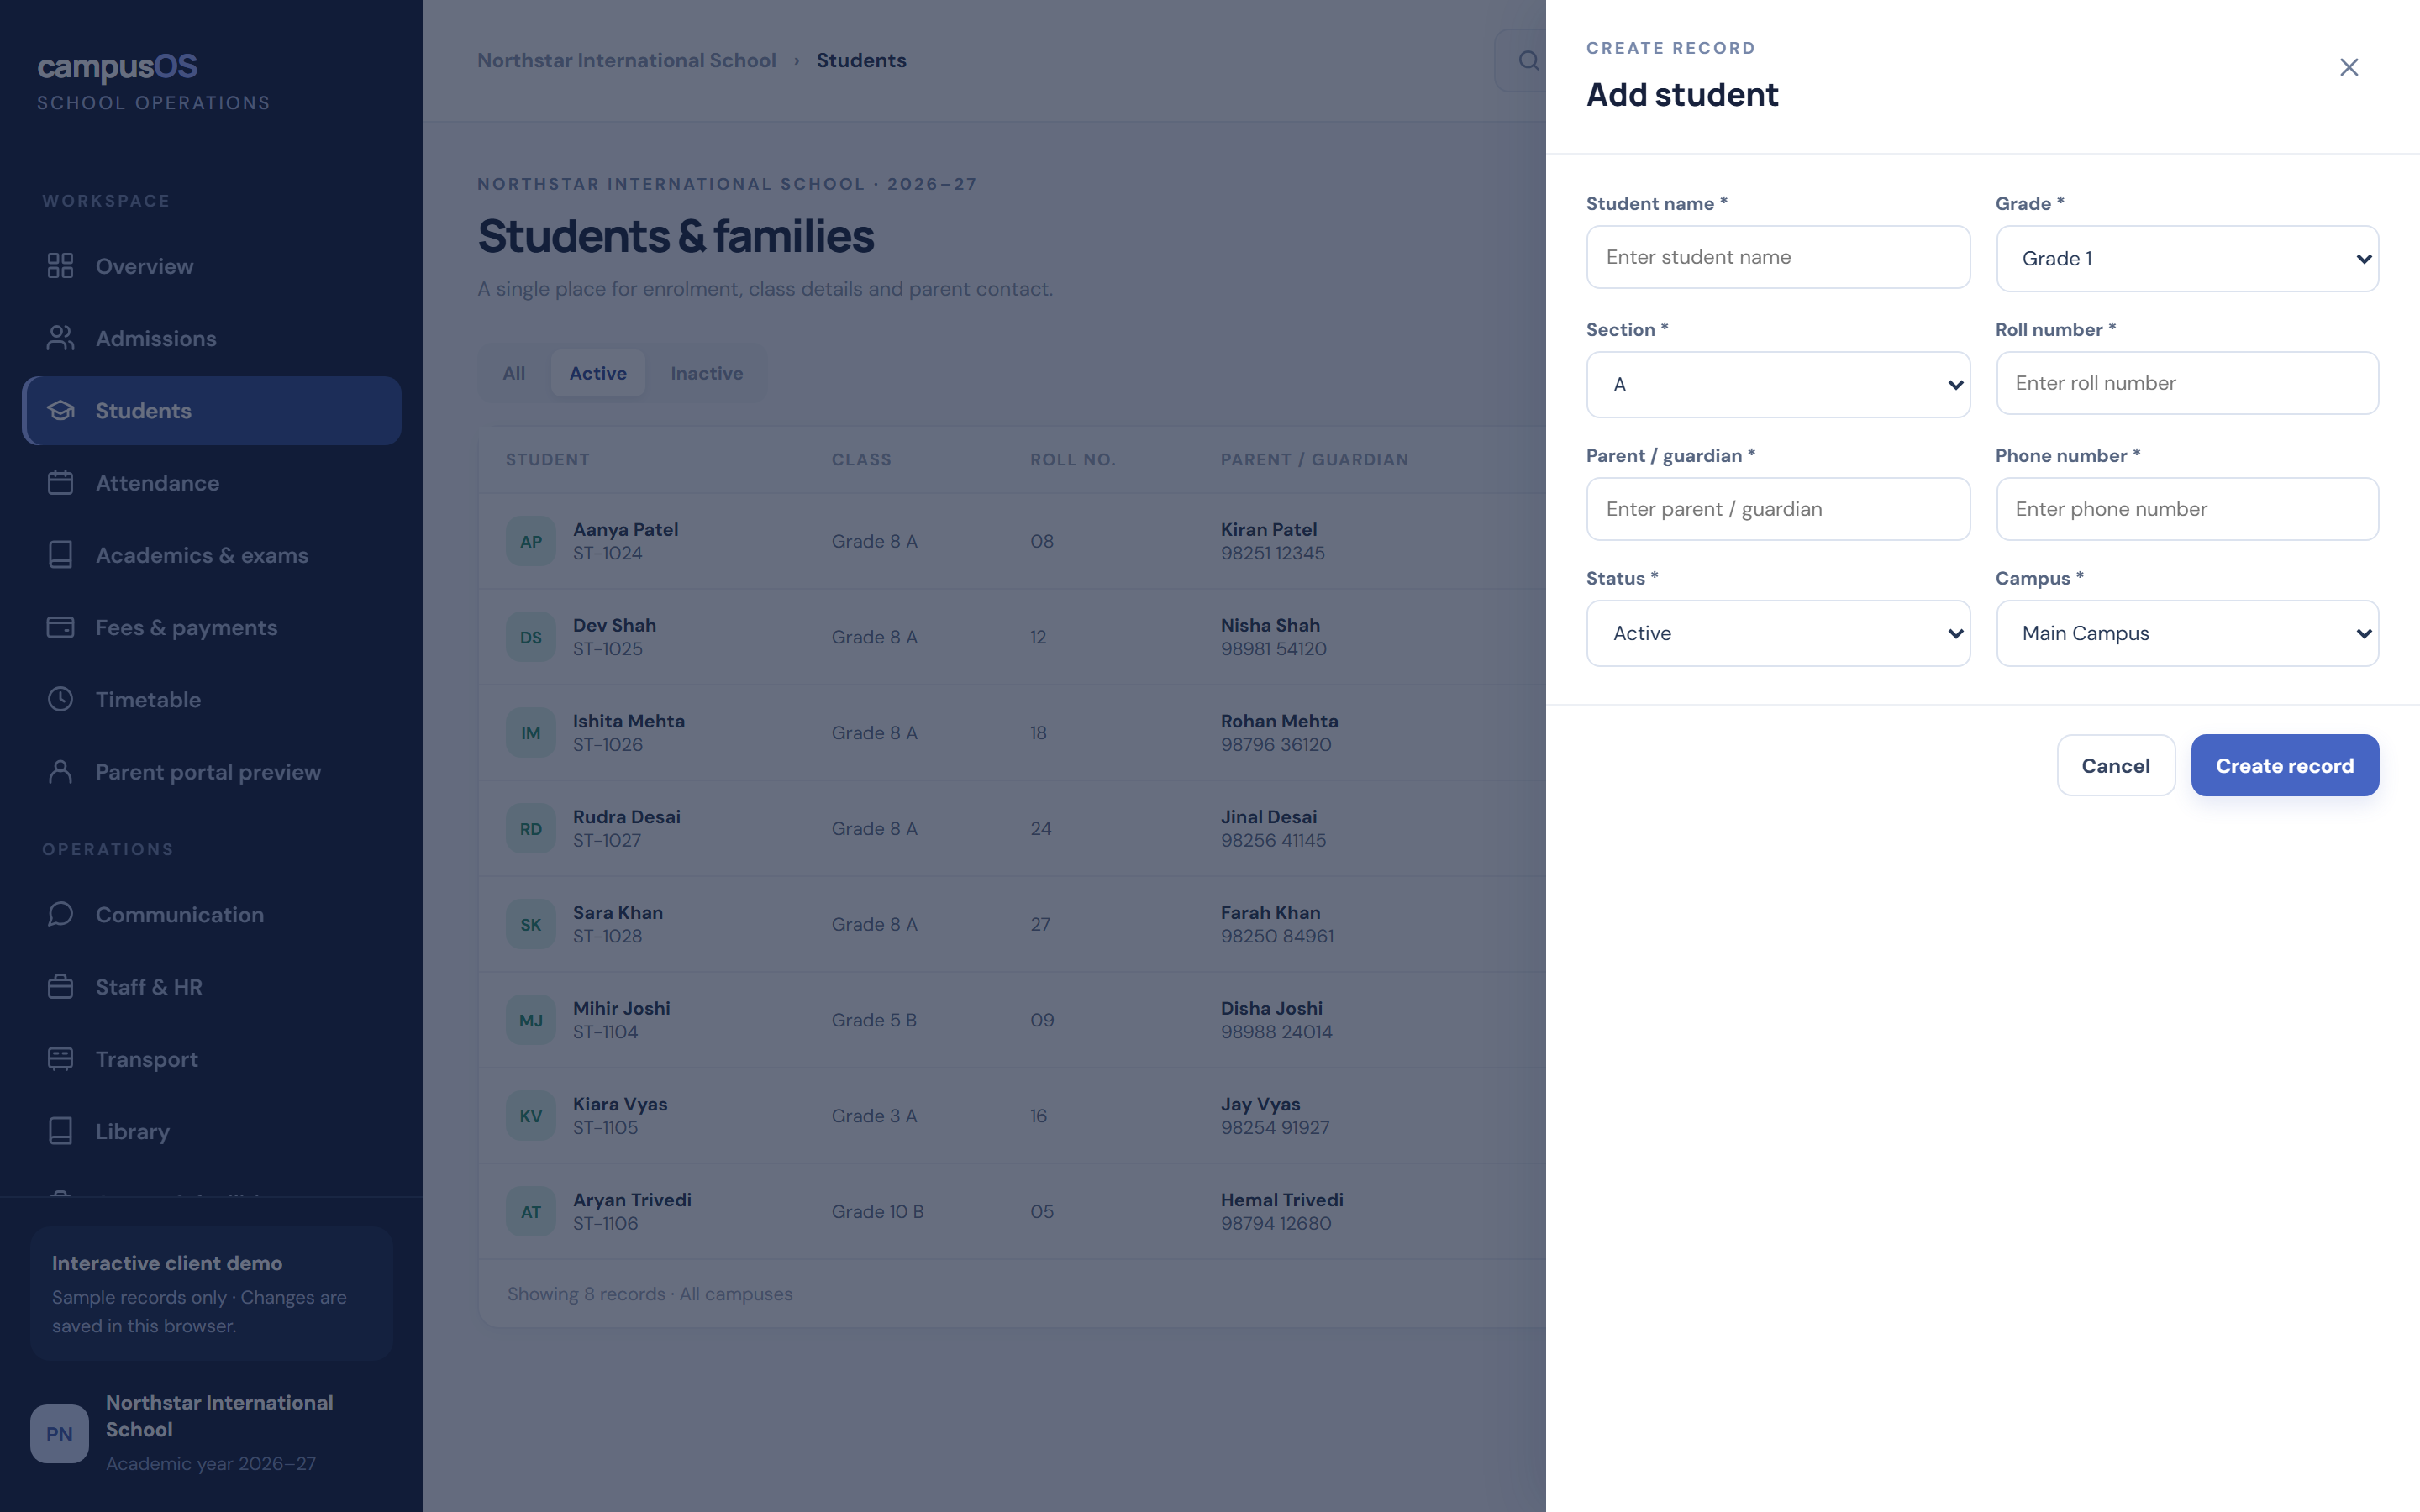 campusOS
SCHOOL OPERATIONS
WORKSPACE
Overview
Admissions
Students
Attendance
Academics & exams
Fees & payments
Timetable
Parent portal preview
OPERATIONS
Communication
Staff & HR
Transport
Library
Interactive client demo
Sample records only · Changes are
saved in this browser.
PN
Northstar International
School
Academic year 2026–27
Northstar International School › Students
NORTHSTAR INTERNATIONAL SCHOOL · 2026–27
Students & families
A single place for enrolment, class details and parent contact.
All Active Inactive
STUDENT CLASS ROLL NO. PARENT / GUARDIAN
AP Aanya Patel Grade 8 A 08 Kiran Patel
ST-1024 98251 12345
DS Dev Shah Grade 8 A 12 Nisha Shah
ST-1025 98981 54120
IM Ishita Mehta Grade 8 A 18 Rohan Mehta
ST-1026 98796 36120
RD Rudra Desai Grade 8 A 24 Jinal Desai
ST-1027 98256 41145
SK Sara Khan Grade 8 A 27 Farah Khan
ST-1028 98250 84961
MJ Mihir Joshi Grade 5 B 09 Disha Joshi
ST-1104 98988 24014
KV Kiara Vyas Grade 3 A 16 Jay Vyas
ST-1105 98254 91927
AT Aryan Trivedi Grade 10 B 05 Hemal Trivedi
ST-1106 98794 12680
Showing 8 records · All campuses
CREATE RECORD
Add student
Student name * Grade *
Enter student name Grade 1
Section * Roll number *
A Enter roll number
Parent / guardian * Phone number *
Enter parent / guardian Enter phone number
Status * Campus *
Active Main Campus
Cancel Create record